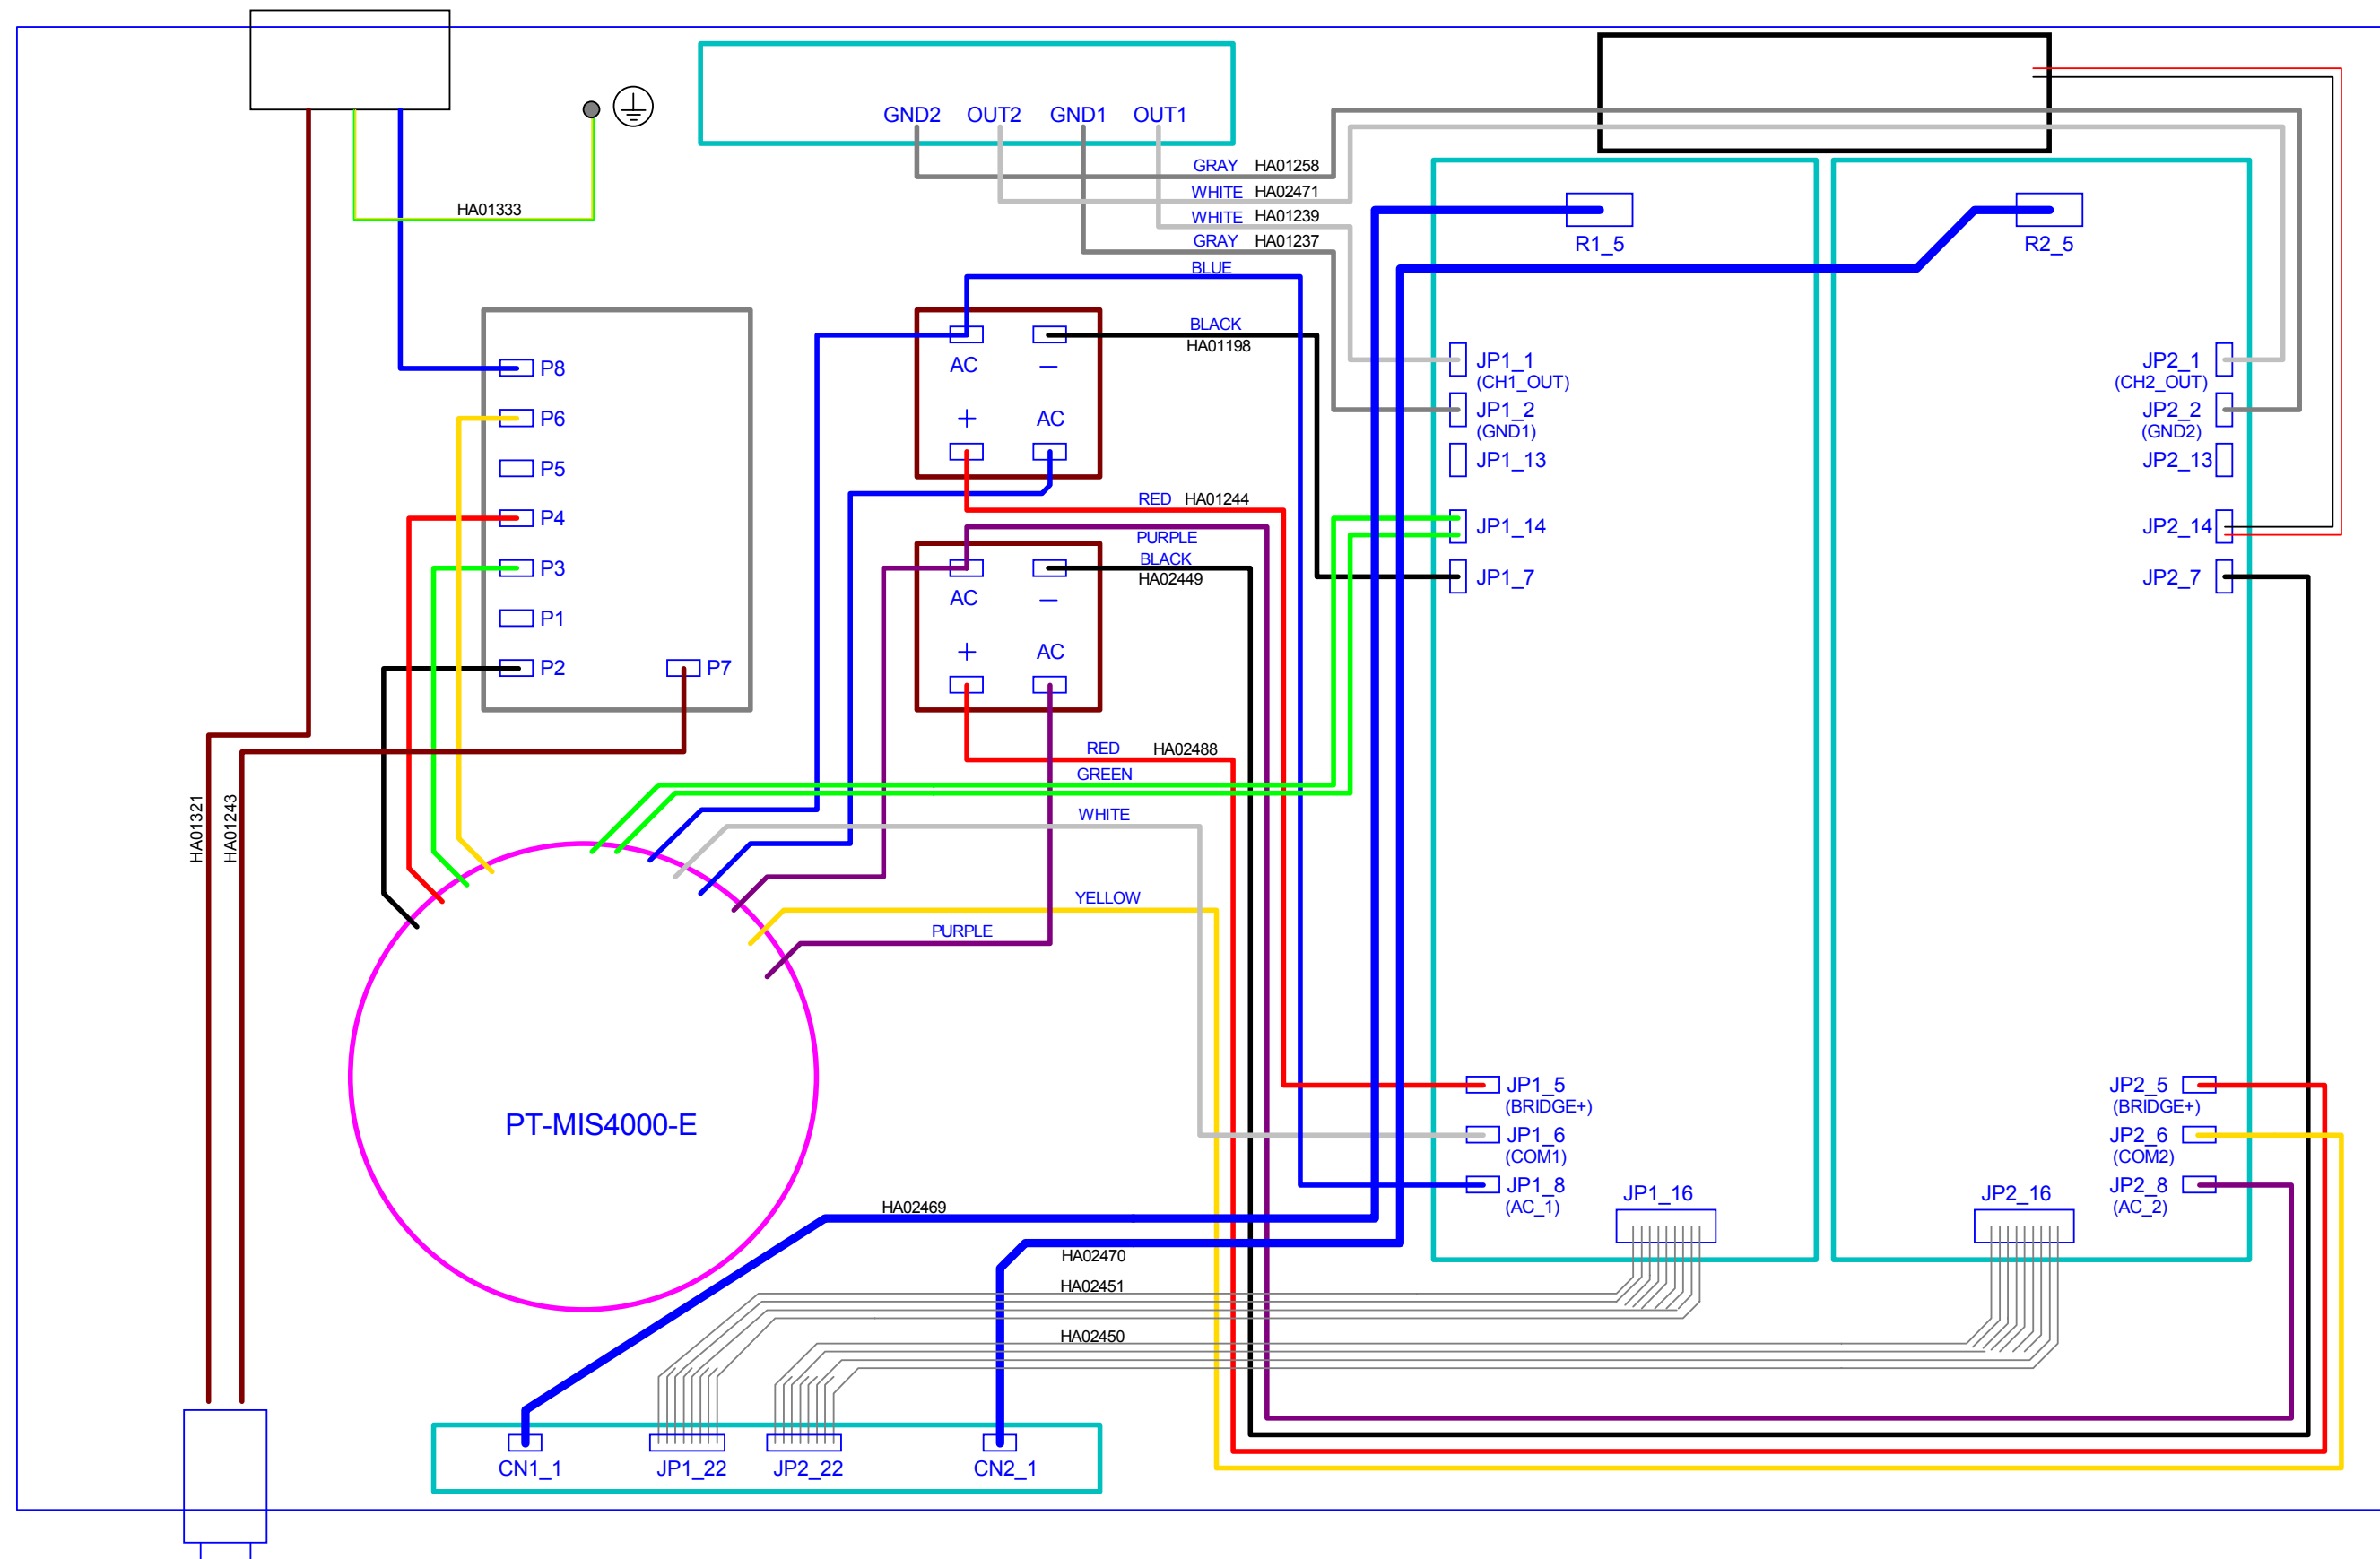 GND2 OUT2 GND1 OUT1
GRAY HA01258
WHITE HA02471
HA01333
WHITE HA01239
GRAY HA01237
R1_5 R2_5
BLUE
BLACK
HA01198
AC —
P8
JP1_1
(CH1_OUT)
JP2_1
(CH2_OUT)
+ AC
P6
JP1_2
(GND1)
JP2_2
(GND2)
P5
JP1_13 JP2_13
RED HA01244
P4
JP1_14 JP2_14
PURPLE
BLACK
HA02449
P3
JP1_7 JP2_7
AC —
P1
+ AC
P2 P7
RED HA02488
GREEN
HA01321
HA01243
WHITE
YELLOW
PURPLE
PT-MIS4000-E
JP1_5
(BRIDGE+)
JP2_5
(BRIDGE+)
JP1_6
(COM1)
JP2_6
(COM2)
JP1_8
(AC_1)
JP1_16 JP2_16
JP2_8
(AC_2)
HA02469
HA02470
HA02451
HA02450
CN1_1 JP1_22 JP2_22 CN2_1